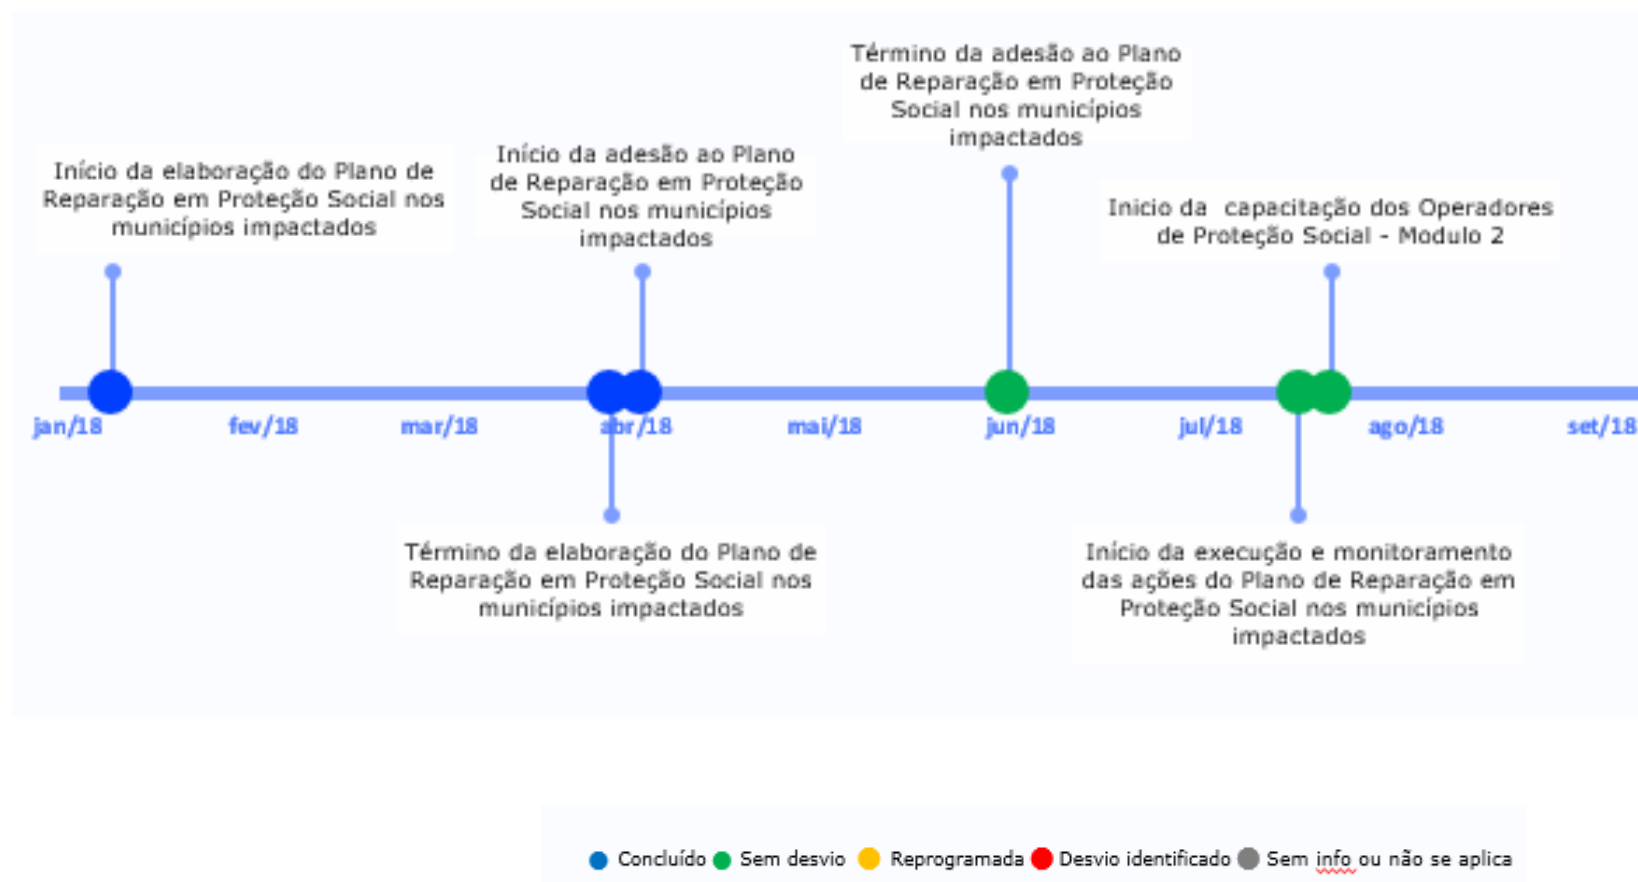 Término da adesão ao Plano
de Reparação em Proteção
Social nos municípios
impactados
Início da elaboração do Plano de
Reparação em Proteção Social nos
municípios impactados
Início da adesão ao Plano
de Reparação em Proteção
Social nos municípios
impactados
Inicio da  capacitação dos Operadores
de Proteção Social - Modulo 2
jan/18 fev/18 mar/18 abr/18 mai/18 jun/18 jul/18 ago/18 set/18
Término da elaboração do Plano de
Reparação em Proteção Social nos
municípios impactados
Início da execução e monitoramento
das ações do Plano de Reparação em
Proteção Social nos municípios
impactados
Concluído Sem desvio Reprogramada Desvio identificado Sem info ou não se aplica